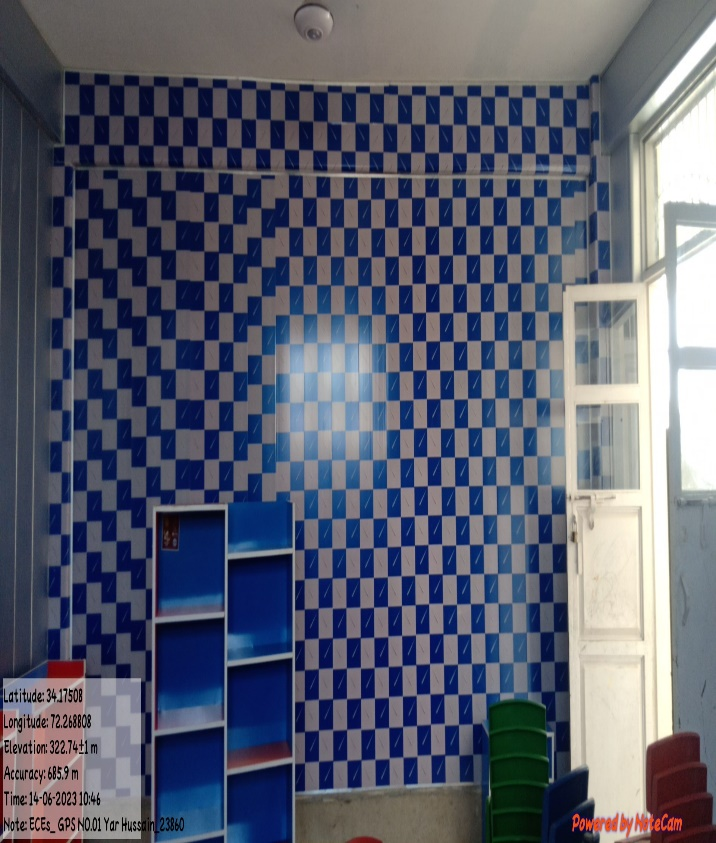 Latitude: 34.17508
Longitude: 72.268808
Elevation: 322.74±1 m
Accuracy: 685.9 m
Time: 14-06-2023 10:46
Note: ECEs_ GPS NO.01 Yar Hussain_23860
Powered by NoteCam